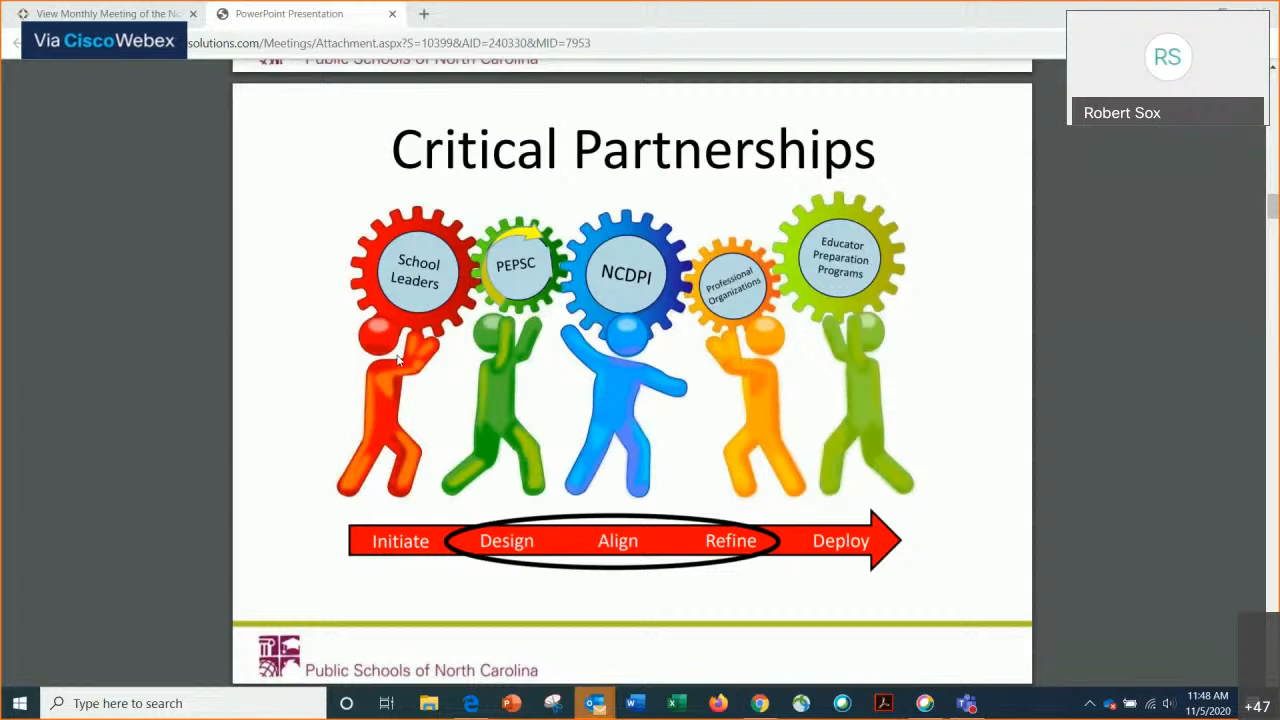 View Monthly Meeting of the No
PowerPoint Presentation
Via CiscoWebex
solutions.com/Meetings/Attachment.aspx?S=10399&AID=240330&MID=7953
Public Schools of North Carolina
RS
Robert Sox
Critical Partnerships
School
Leaders
PEPSC
NCDPI
Professional
Organizations
Educator
Preparation
Programs
Initiate Design Align Refine Deploy
Public Schools of North Carolina
Type here to search
11:48 AM
11/5/2020
+47